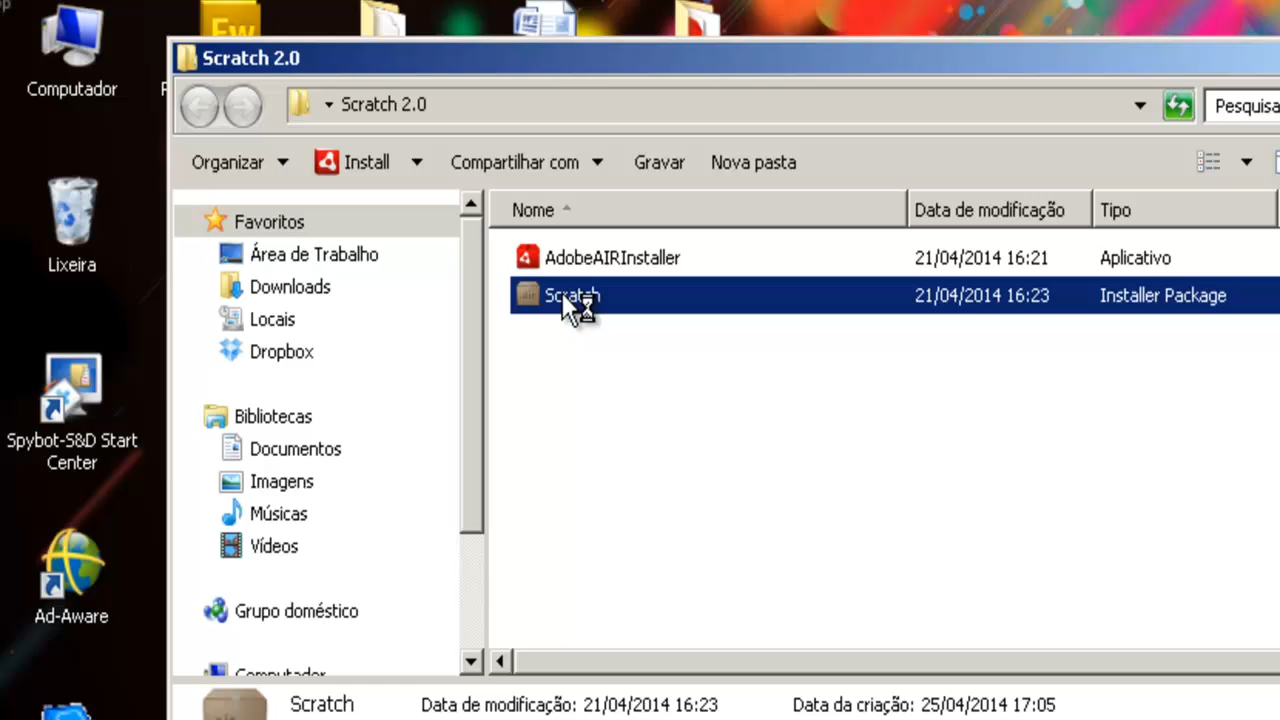 Computador
Lixeira
Spybot-S&D Start
Center
Ad-Aware
Scratch 2.0
Scratch 2.0
Pesquisa
Organizar
Install
Compartilhar com
Gravar
Nova pasta
Favoritos
Área de Trabalho
Downloads
Locais
Dropbox
Bibliotecas
Documentos
Imagens
Músicas
Vídeos
Grupo doméstico
Computador
Nome Data de modificação Tipo
AdobeAIRInstaller 21/04/2014 16:21 Aplicativo
Scratch 21/04/2014 16:23 Installer Package
Scratch Data de modificação: 21/04/2014 16:23 Data da criação: 25/04/2014 17:05